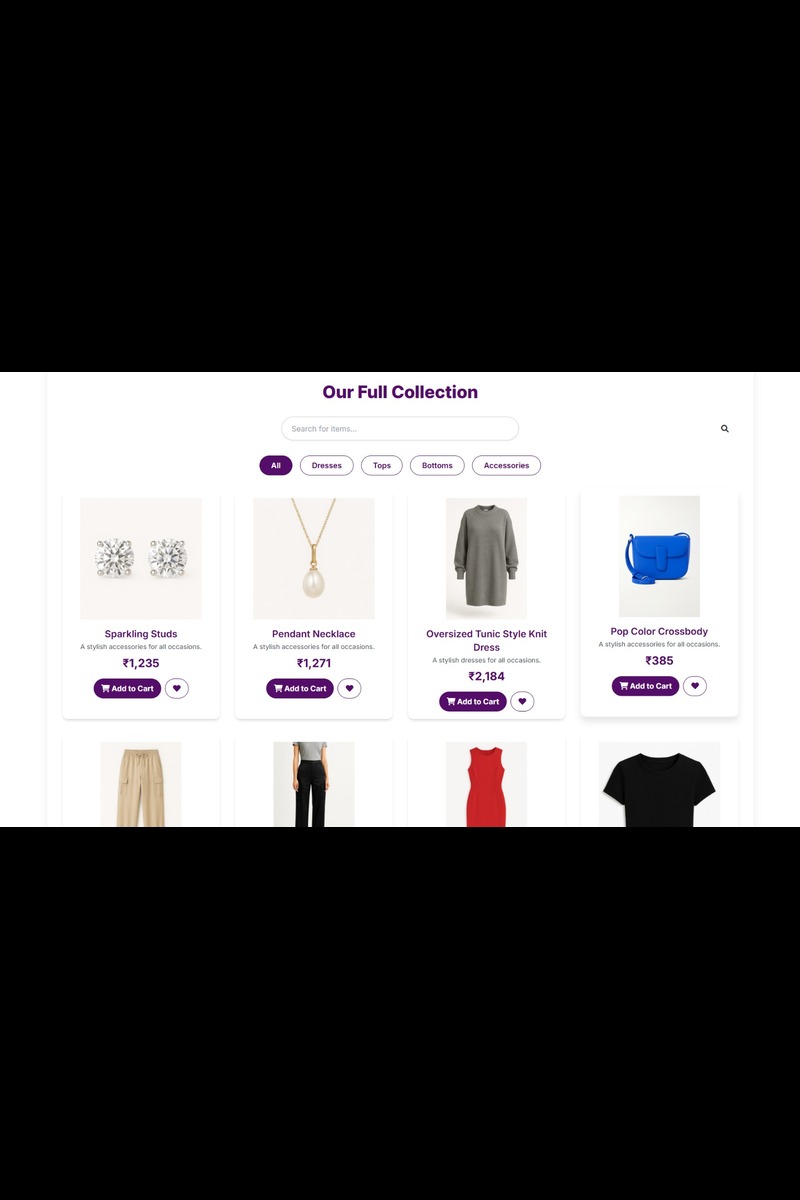 Our Full Collection
Search for items...
All
Dresses
Tops
Bottoms
Accessories
Sparkling Studs
A stylish accessories for all occasions.
₹1,235
Add to Cart
Pendant Necklace
A stylish accessories for all occasions.
₹1,271
Add to Cart
Oversized Tunic Style Knit
Dress
A stylish dresses for all occasions.
₹2,184
Add to Cart
Pop Color Crossbody
A stylish accessories for all occasions.
₹385
Add to Cart